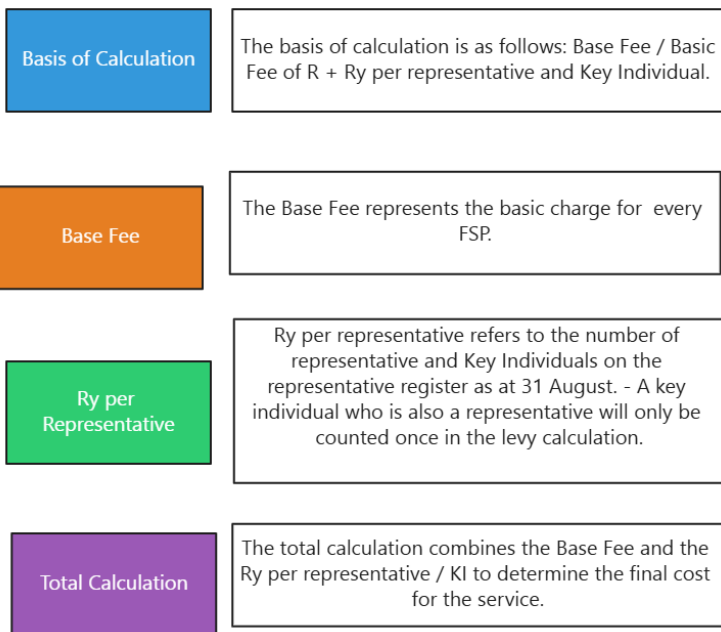 Basis of Calculation
The basis of calculation is as follows: Base Fee / Basic
Fee of R + Ry per representative and Key Individual.
Base Fee
The Base Fee represents the basic charge for every
FSP.
Ry per
Representative
Ry per representative refers to the number of
representative and Key Individuals on the
representative register as at 31 August. - A key
individual who is also a representative will only be
counted once in the levy calculation.
Total Calculation
The total calculation combines the Base Fee and the
Ry per representative / KI to determine the final cost
for the service.